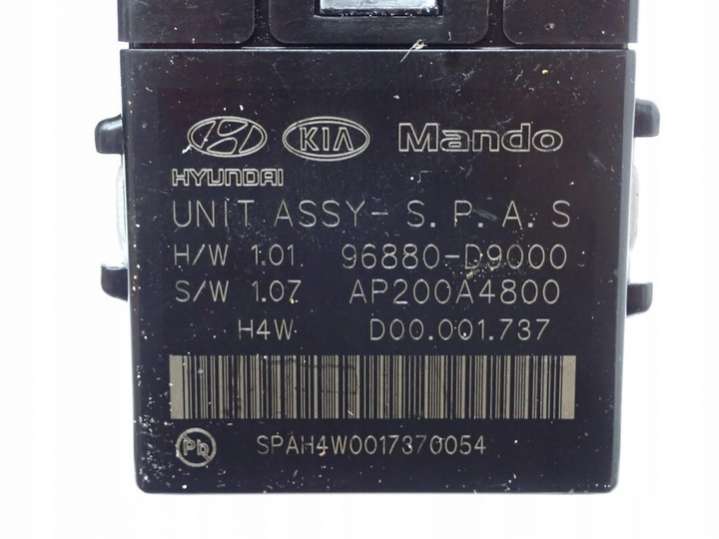 KIA Mando
HYUNDAI
UNIT ASSY- S. P. A. S
H/W 1.01 96880-D9000
S/W 1.07 AP200A4800
H4W D00.001.737
Pb SPAH4W0017370054